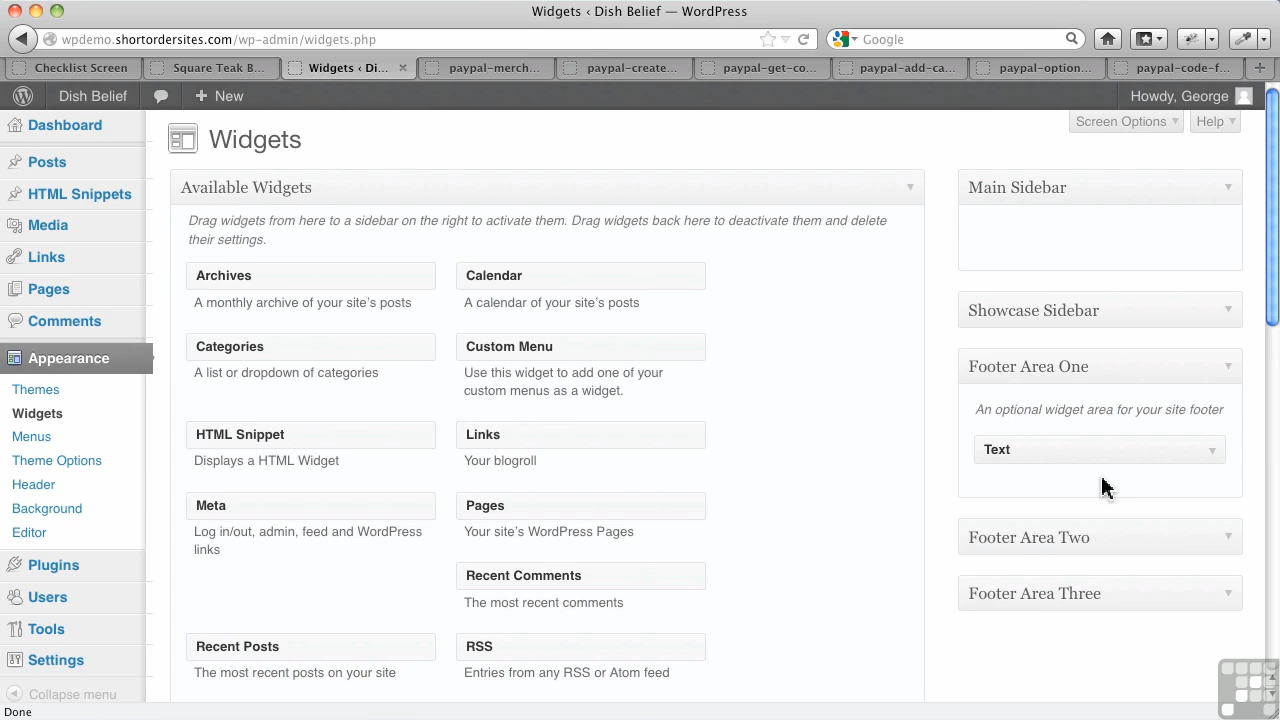 Widgets ‹ Dish Belief — WordPress
wpdemo.shortordersites.com/wp-admin/widgets.php
Google
Checklist Screen
Square Teak B...
Widgets ‹ Di...
paypal-merch...
paypal-create...
paypal-get-co...
paypal-add-ca...
paypal-option...
paypal-code-f...
Dish Belief
New
Howdy, George
Dashboard
Posts
HTML Snippets
Media
Links
Pages
Comments
Appearance
Themes
Widgets
Menus
Theme Options
Header
Background
Editor
Plugins
Users
Tools
Settings
Collapse menu
Screen Options
Help
Widgets
Available Widgets
Drag widgets from here to a sidebar on the right to activate them. Drag widgets back here to deactivate them and delete
their settings.
Archives
A monthly archive of your site's posts
Calendar
A calendar of your site's posts
Categories
A list or dropdown of categories
Custom Menu
Use this widget to add one of your
custom menus as a widget.
HTML Snippet
Displays a HTML Widget
Links
Your blogroll
Meta
Log in/out, admin, feed and WordPress
links
Pages
Your site's WordPress Pages
Recent Comments
The most recent comments
Recent Posts
The most recent posts on your site
RSS
Entries from any RSS or Atom feed
Main Sidebar
Showcase Sidebar
Footer Area One
An optional widget area for your site footer
Text
Footer Area Two
Footer Area Three
Done